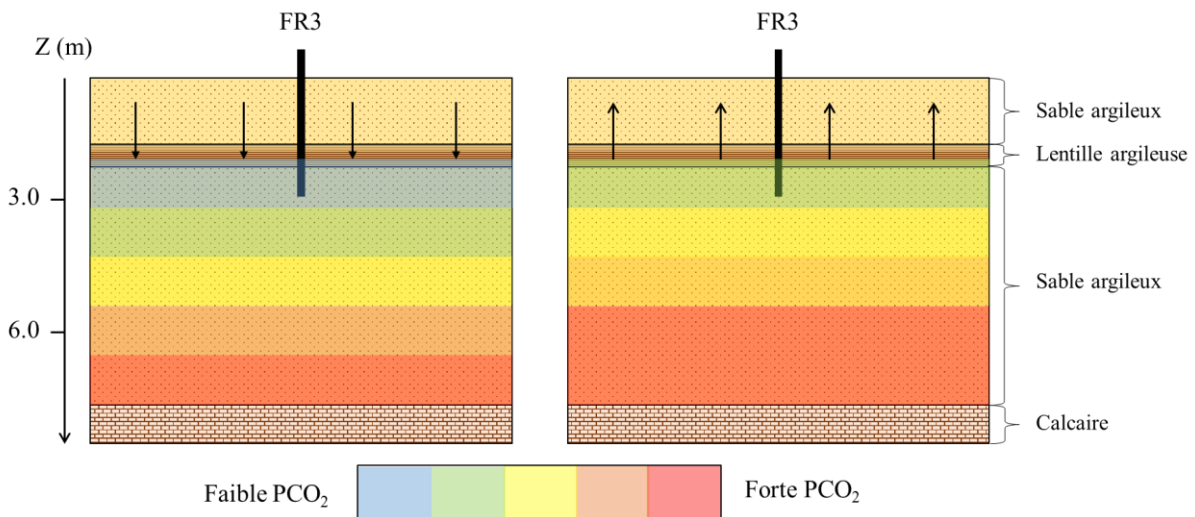 FR3
FR3
Z (m)
Sable argileux
Lentille argileuse
3.0
Sable argileux
6.0
Calcaire
Faible PCO₂
Forte PCO₂